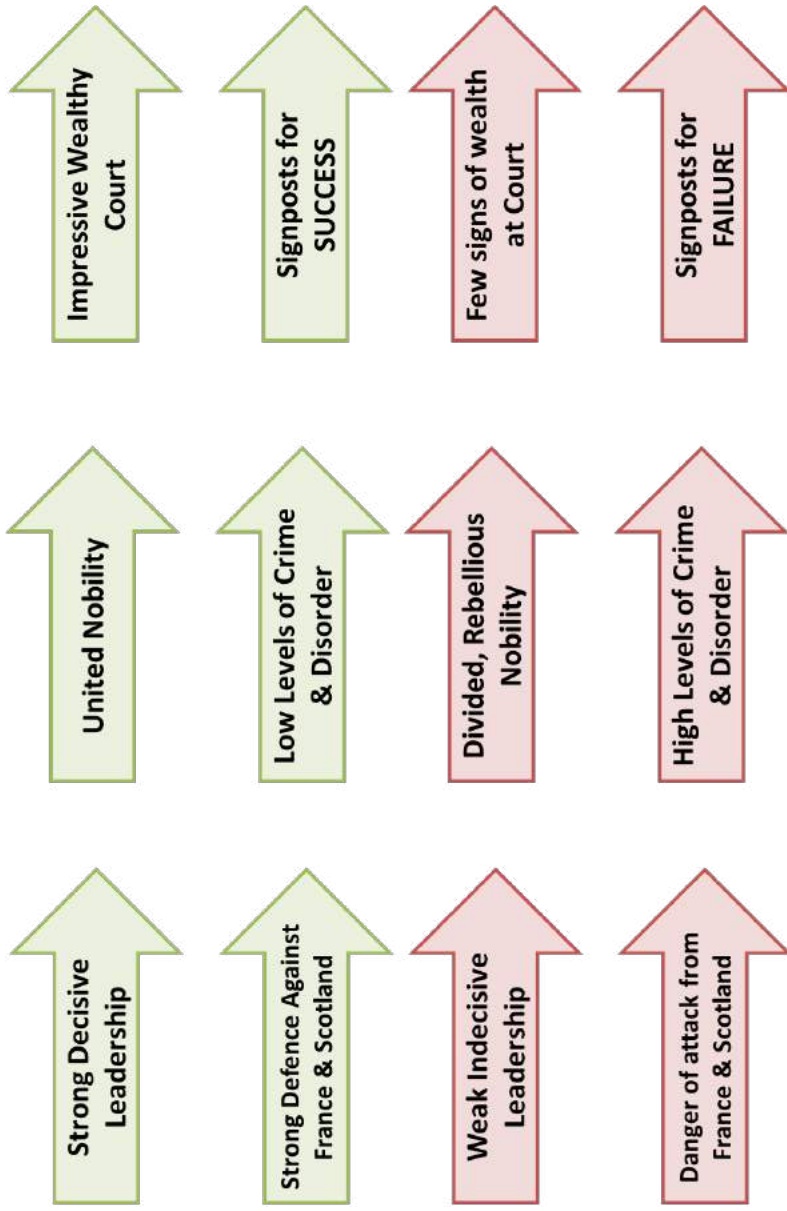 Strong Decisive
Leadership
United Nobility
Impressive Wealthy
Court
Strong Defence Against
France & Scotland
Low Levels of Crime
& Disorder
Signposts for
SUCCESS
Weak Indecisive
Leadership
Divided, Rebellious
Nobility
Few signs of wealth
at Court
Danger of attack from
France & Scotland
High Levels of Crime
& Disorder
Signposts for
FAILURE